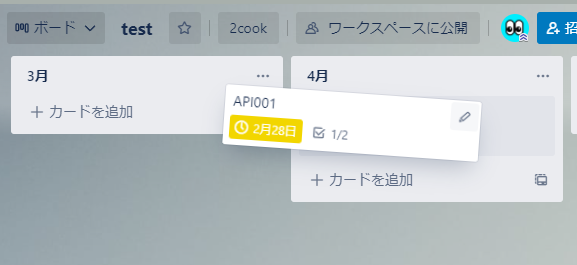 ボード test 2cook ワークスペースに公開 招
3月 4月
API001
2月28日 1/2
+ カードを追加
+ カードを追加